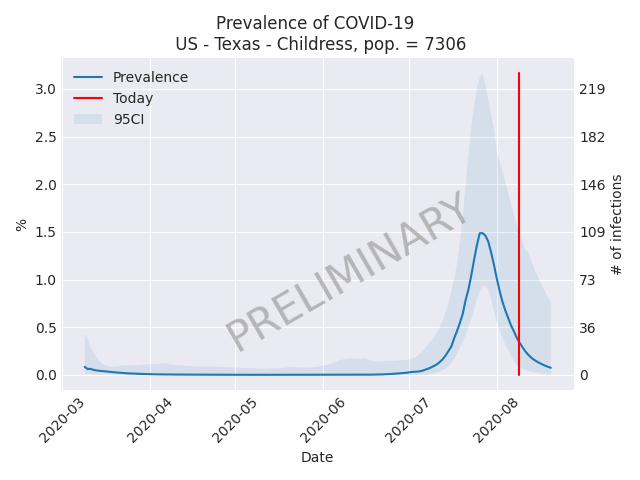 Prevalence of COVID-19
US - Texas - Childress, pop. = 7306
Prevalence
Today
95CI
3.0
2.5
2.0
1.5
1.0
0.5
0.0
%
219
182
146
109
73
36
0
# of infections
PRELIMINARY
2020-03
2020-04
2020-05
2020-06
2020-07
2020-08
Date